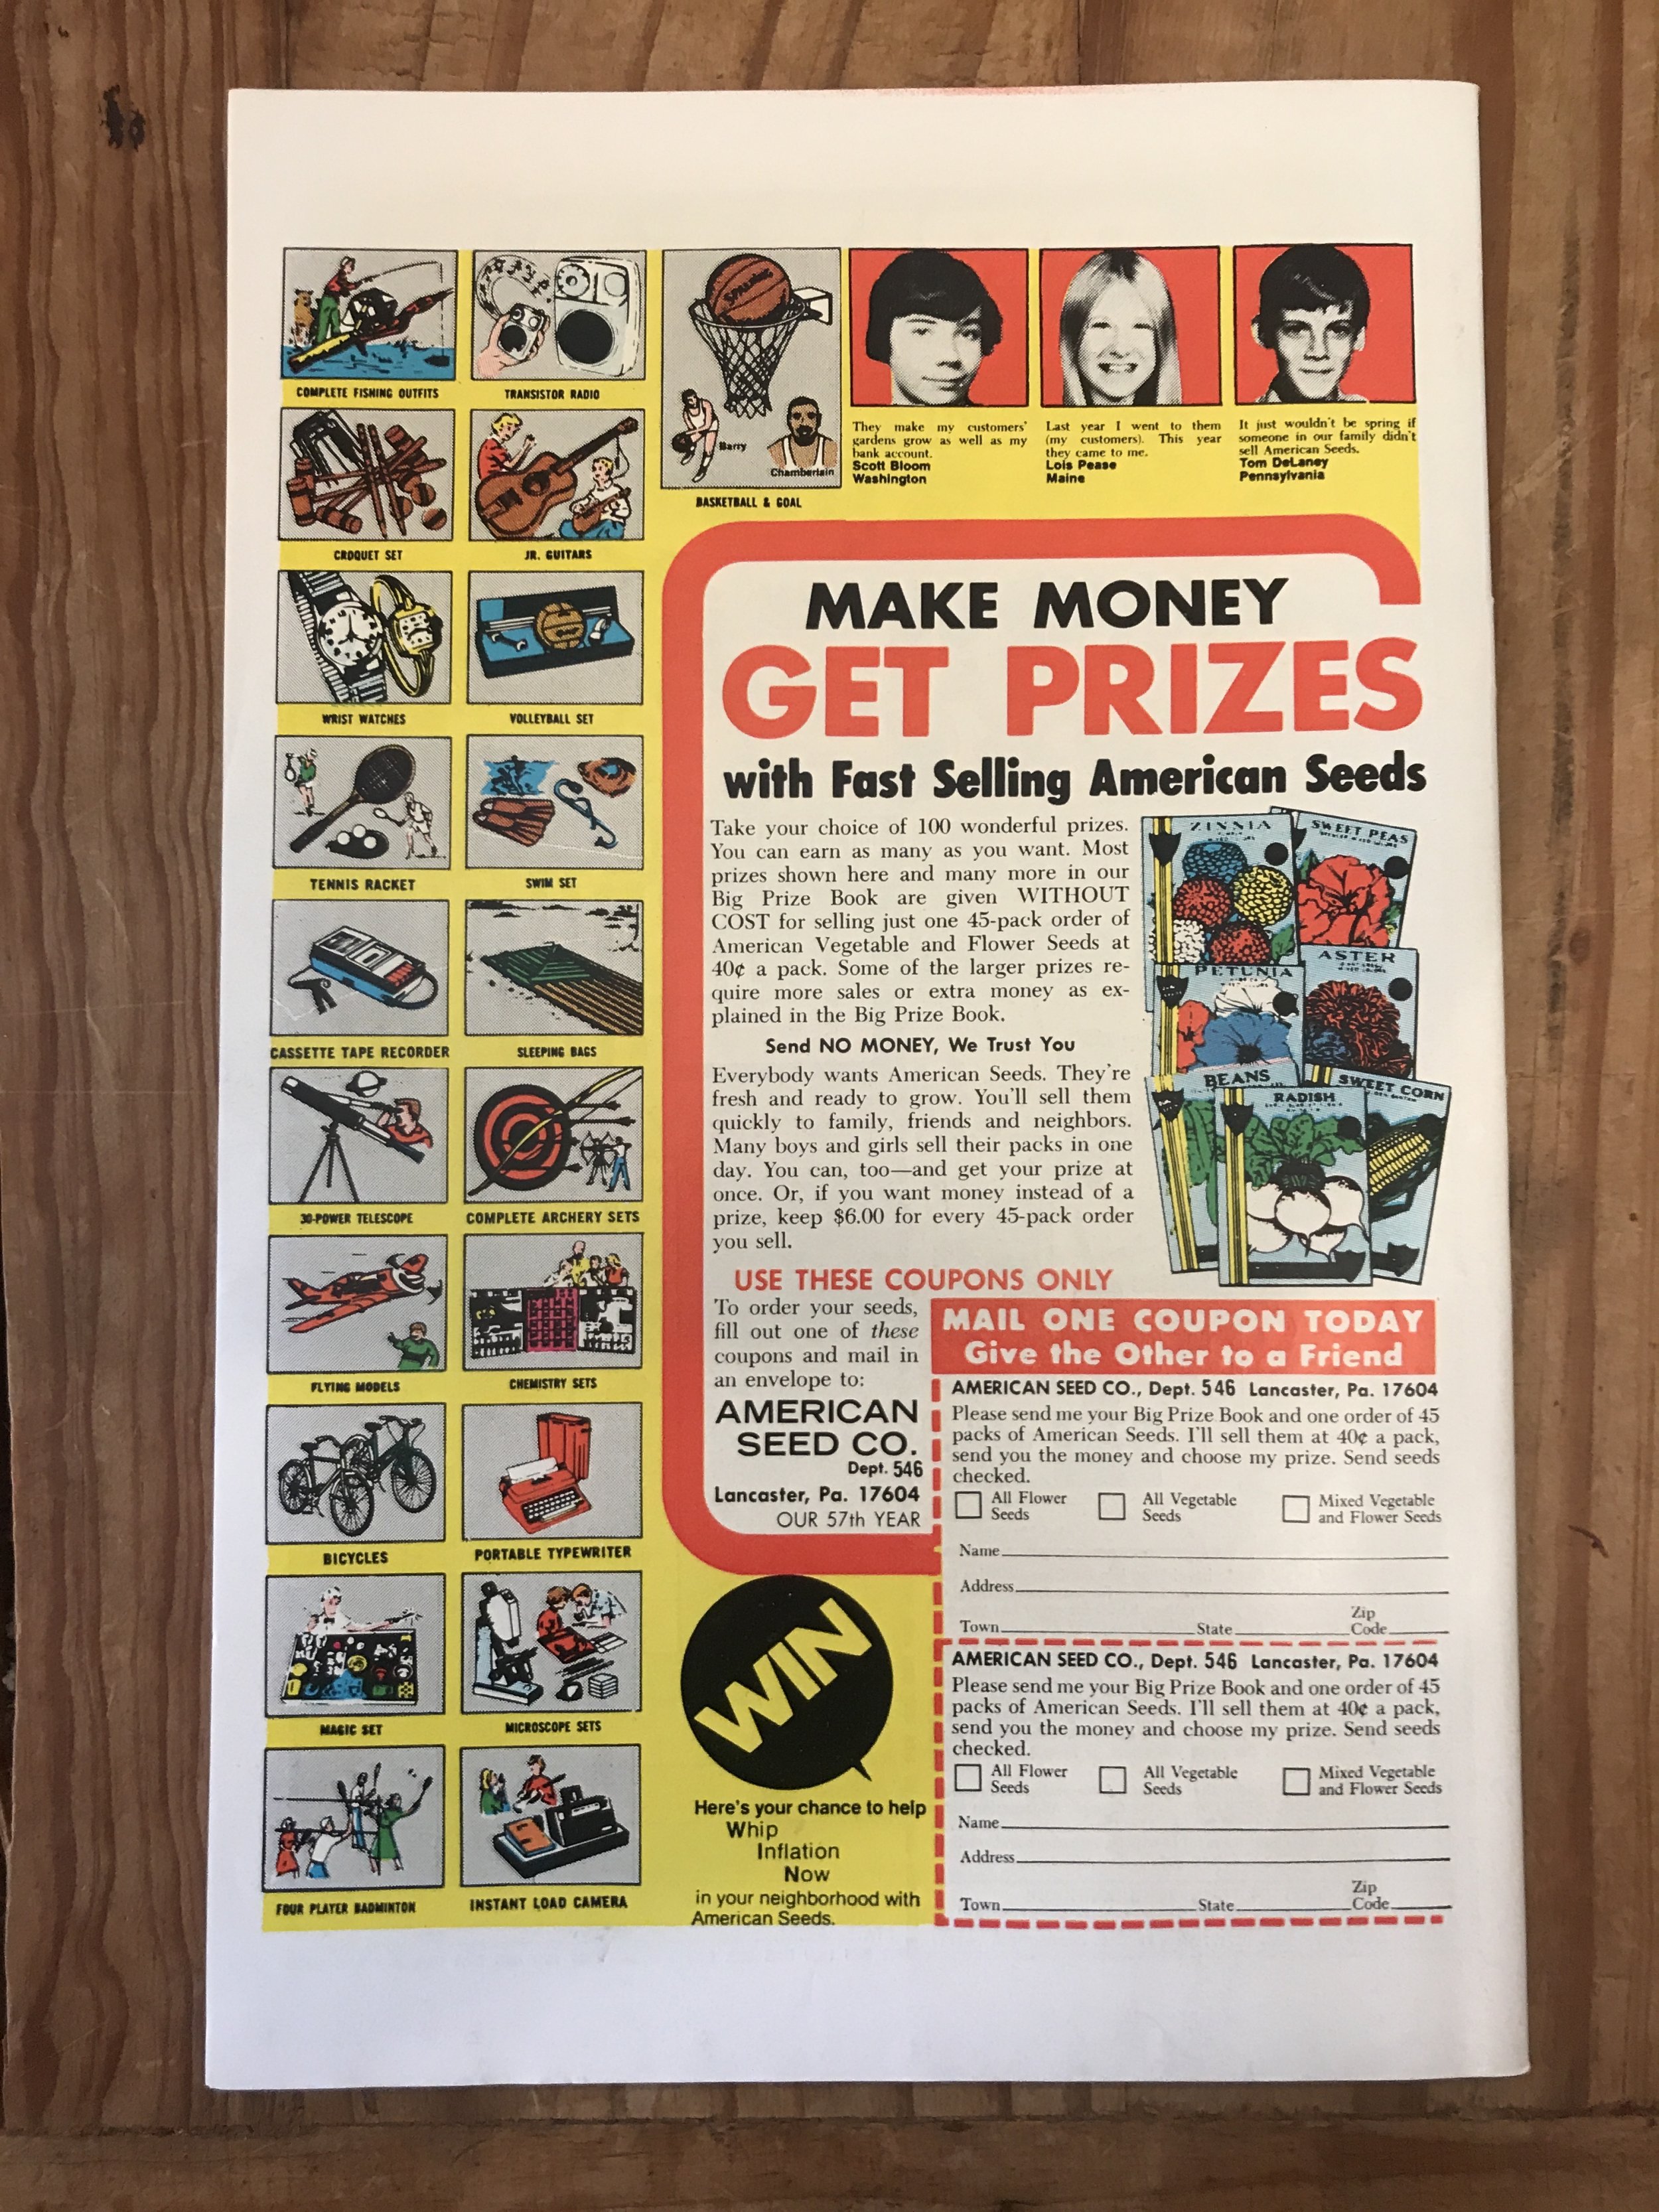 COMPLETE FISHING OUTFITS
TRANSISTOR RADIO
CROQUET SET
JR. GUITARS
WRIST WATCHES
VOLLEYBALL SET
TENNIS RACKET
SWIM SET
CASSETTE TAPE RECORDER
SLEEPING BAGS
30-POWER TELESCOPE
COMPLETE ARCHERY SETS
FLYING MODELS
CHEMISTRY SETS
BICYCLES
PORTABLE TYPEWRITER
MAGIC SET
MICROSCOPE SETS
FOUR PLAYER BADMINTON
INSTANT LOAD CAMERA
SPALDING
Barry
Chamberlain
BASKETBALL & GOAL
They make my customers'
gardens grow as well as my
bank account.
Scott Bloom
Washington
Last year I went to them
(my customers). This year
they came to me.
Lois Pease
Maine
It just wouldn't be spring if
someone in our family didn't
sell American Seeds.
Tom DeLaney
Pennsylvania
MAKE MONEY
GET PRIZES
with Fast Selling American Seeds
Take your choice of 100 wonderful prizes.
You can earn as many as you want. Most
prizes shown here and many more in our
Big Prize Book are given WITHOUT
COST for selling just one 45-pack order of
American Vegetable and Flower Seeds at
40¢ a pack. Some of the larger prizes re-
quire more sales or extra money as ex-
plained in the Big Prize Book.
Send NO MONEY, We Trust You
Everybody wants American Seeds. They're
fresh and ready to grow. You'll sell them
quickly to family, friends and neighbors.
Many boys and girls sell their packs in one
day. You can, too—and get your prize at
once. Or, if you want money instead of a
prize, keep $6.00 for every 45-pack order
you sell.
ZINNIA
SWEET PEAS
PETUNIA
ASTER
BEANS
RADISH
SWEET CORN
USE THESE COUPONS ONLY
To order your seeds,
fill out one of these
coupons and mail in
an envelope to:
AMERICAN
SEED CO.
Dept. 546
Lancaster, Pa. 17604
OUR 57th YEAR
WIN
Here's your chance to help
Whip
Inflation
Now
in your neighborhood with
American Seeds.
MAIL ONE COUPON TODAY
Give the Other to a Friend
AMERICAN SEED CO., Dept. 546 Lancaster, Pa. 17604
Please send me your Big Prize Book and one order of 45
packs of American Seeds. I'll sell them at 40¢ a pack,
send you the money and choose my prize. Send seeds
checked.
All Flower Seeds
All Vegetable Seeds
Mixed Vegetable and Flower Seeds
Name
Address
Town State Zip Code
AMERICAN SEED CO., Dept. 546 Lancaster, Pa. 17604
Please send me your Big Prize Book and one order of 45
packs of American Seeds. I'll sell them at 40¢ a pack,
send you the money and choose my prize. Send seeds
checked.
All Flower Seeds
All Vegetable Seeds
Mixed Vegetable and Flower Seeds
Name
Address
Town State Zip Code